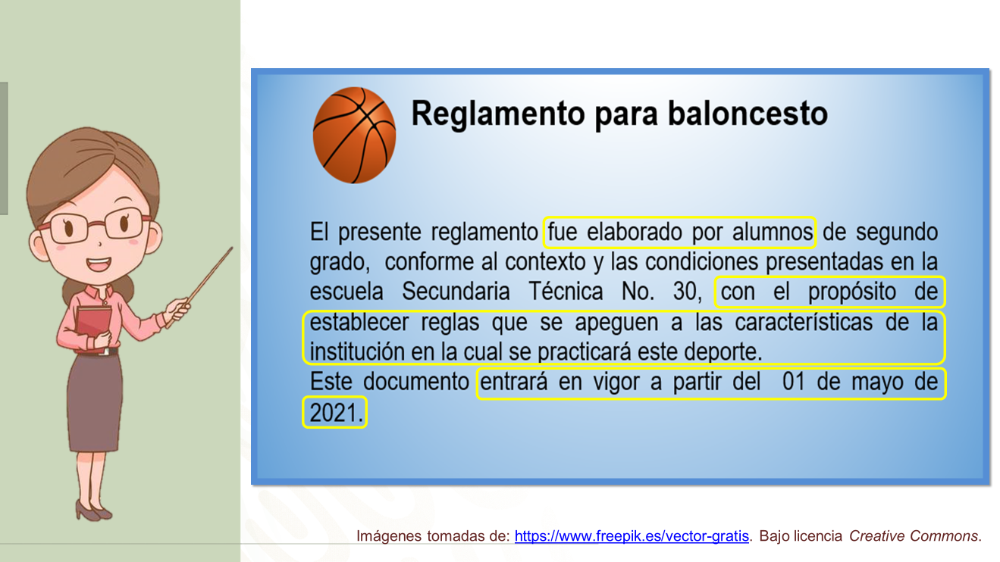 Reglamento para baloncesto
El presente reglamento fue elaborado por alumnos de segundo
grado, conforme al contexto y las condiciones presentadas en la
escuela Secundaria Técnica No. 30, con el propósito de
establecer reglas que se apeguen a las características de la
institución en la cual se practicará este deporte.
Este documento entrará en vigor a partir del 01 de mayo de
2021.
Imágenes tomadas de: https://www.freepik.es/vector-gratis. Bajo licencia Creative Commons.